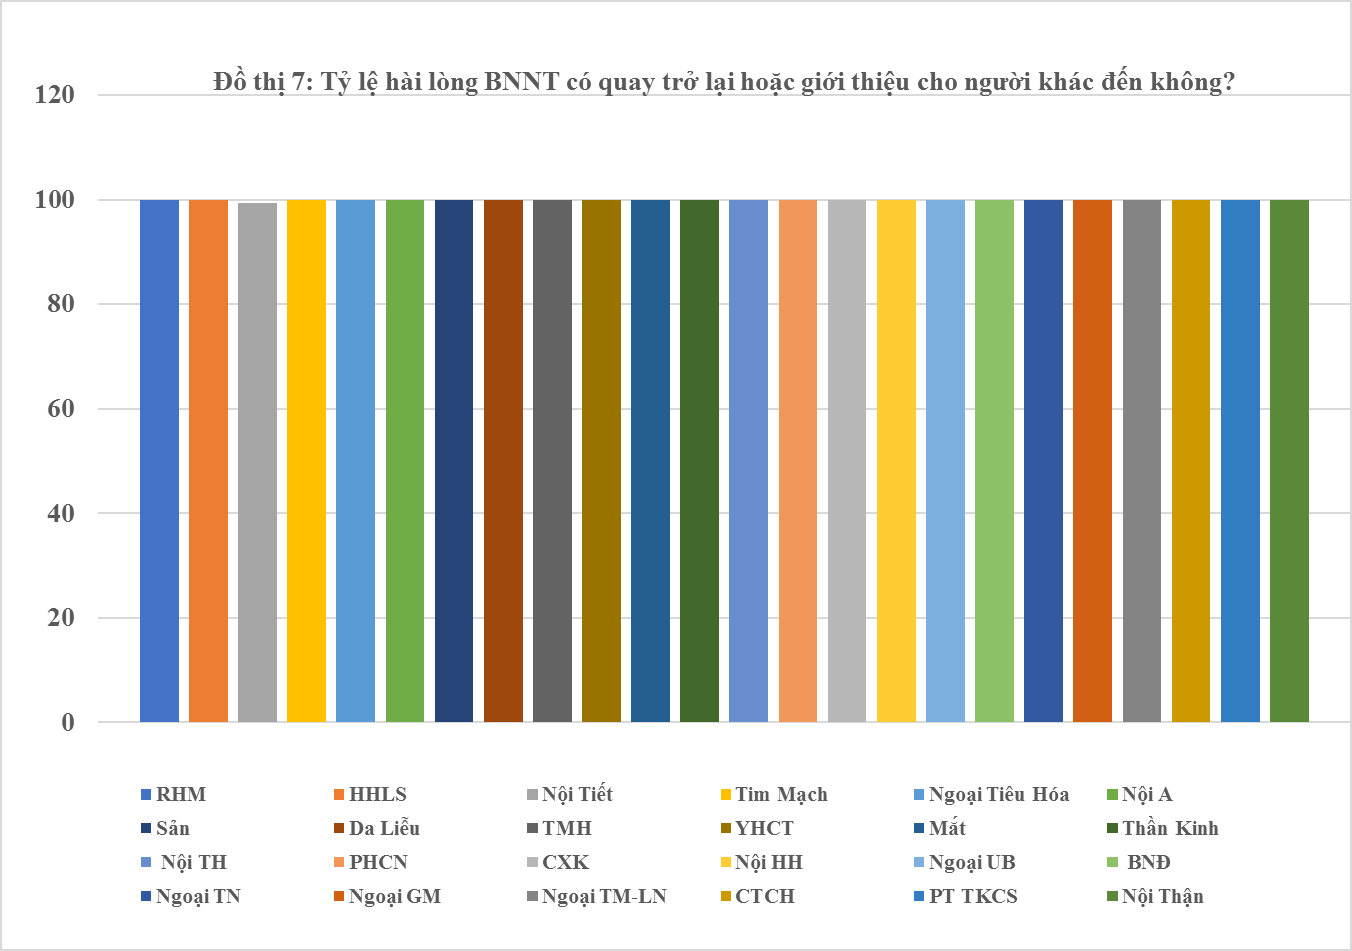 Đồ thị 7: Tỷ lệ hài lòng BNNT có quay trở lại hoặc giới thiệu cho người khác đến không?
120
100
80
60
40
20
0
RHM HHLS Nội Tiết Tim Mạch Ngoại Tiêu Hóa Nội A
Sản Da Liễu TMH YHCT Mắt Thần Kinh
Nội TH PHCN CXK Nội HH Ngoại UB BNĐ
Ngoại TN Ngoại GM Ngoại TM-LN CTCH PT TKCS Nội Thận